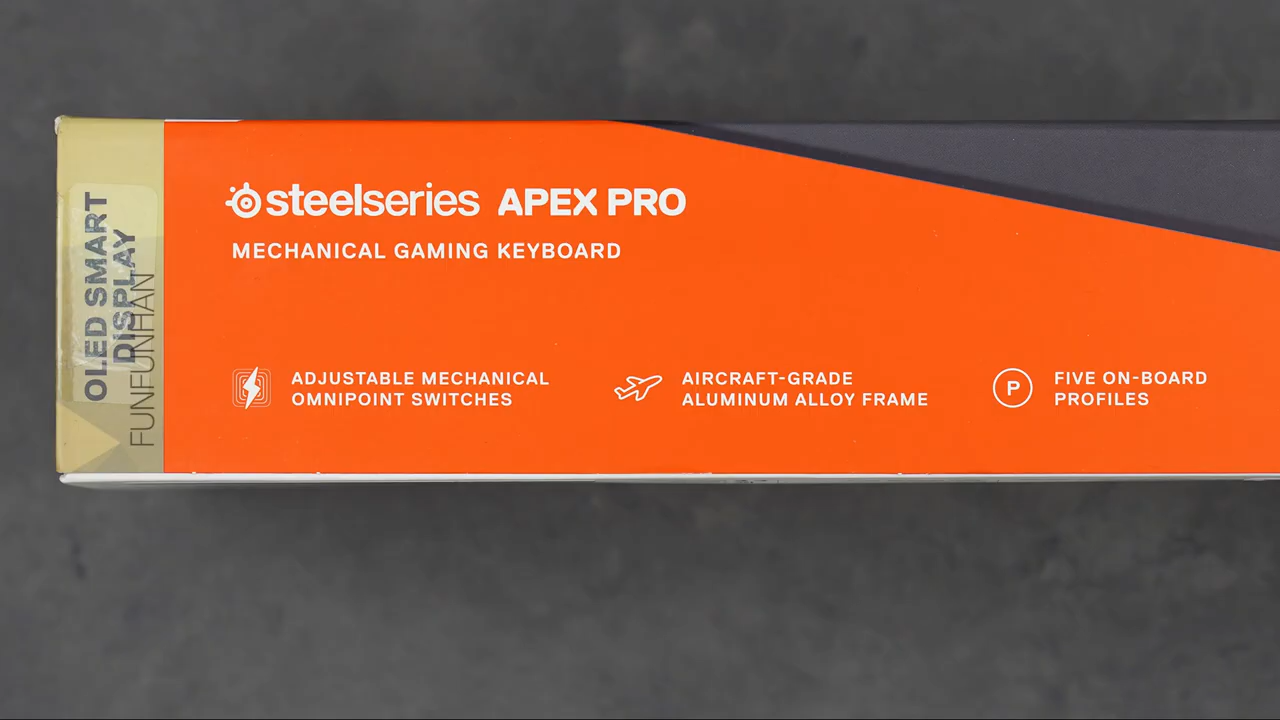 OLED SMART
DISPLAY
FUNFUNHAN
steelseries APEX PRO
MECHANICAL GAMING KEYBOARD
ADJUSTABLE MECHANICAL
OMNIPOINT SWITCHES
AIRCRAFT-GRADE
ALUMINUM ALLOY FRAME
P
FIVE ON-BOARD
PROFILES